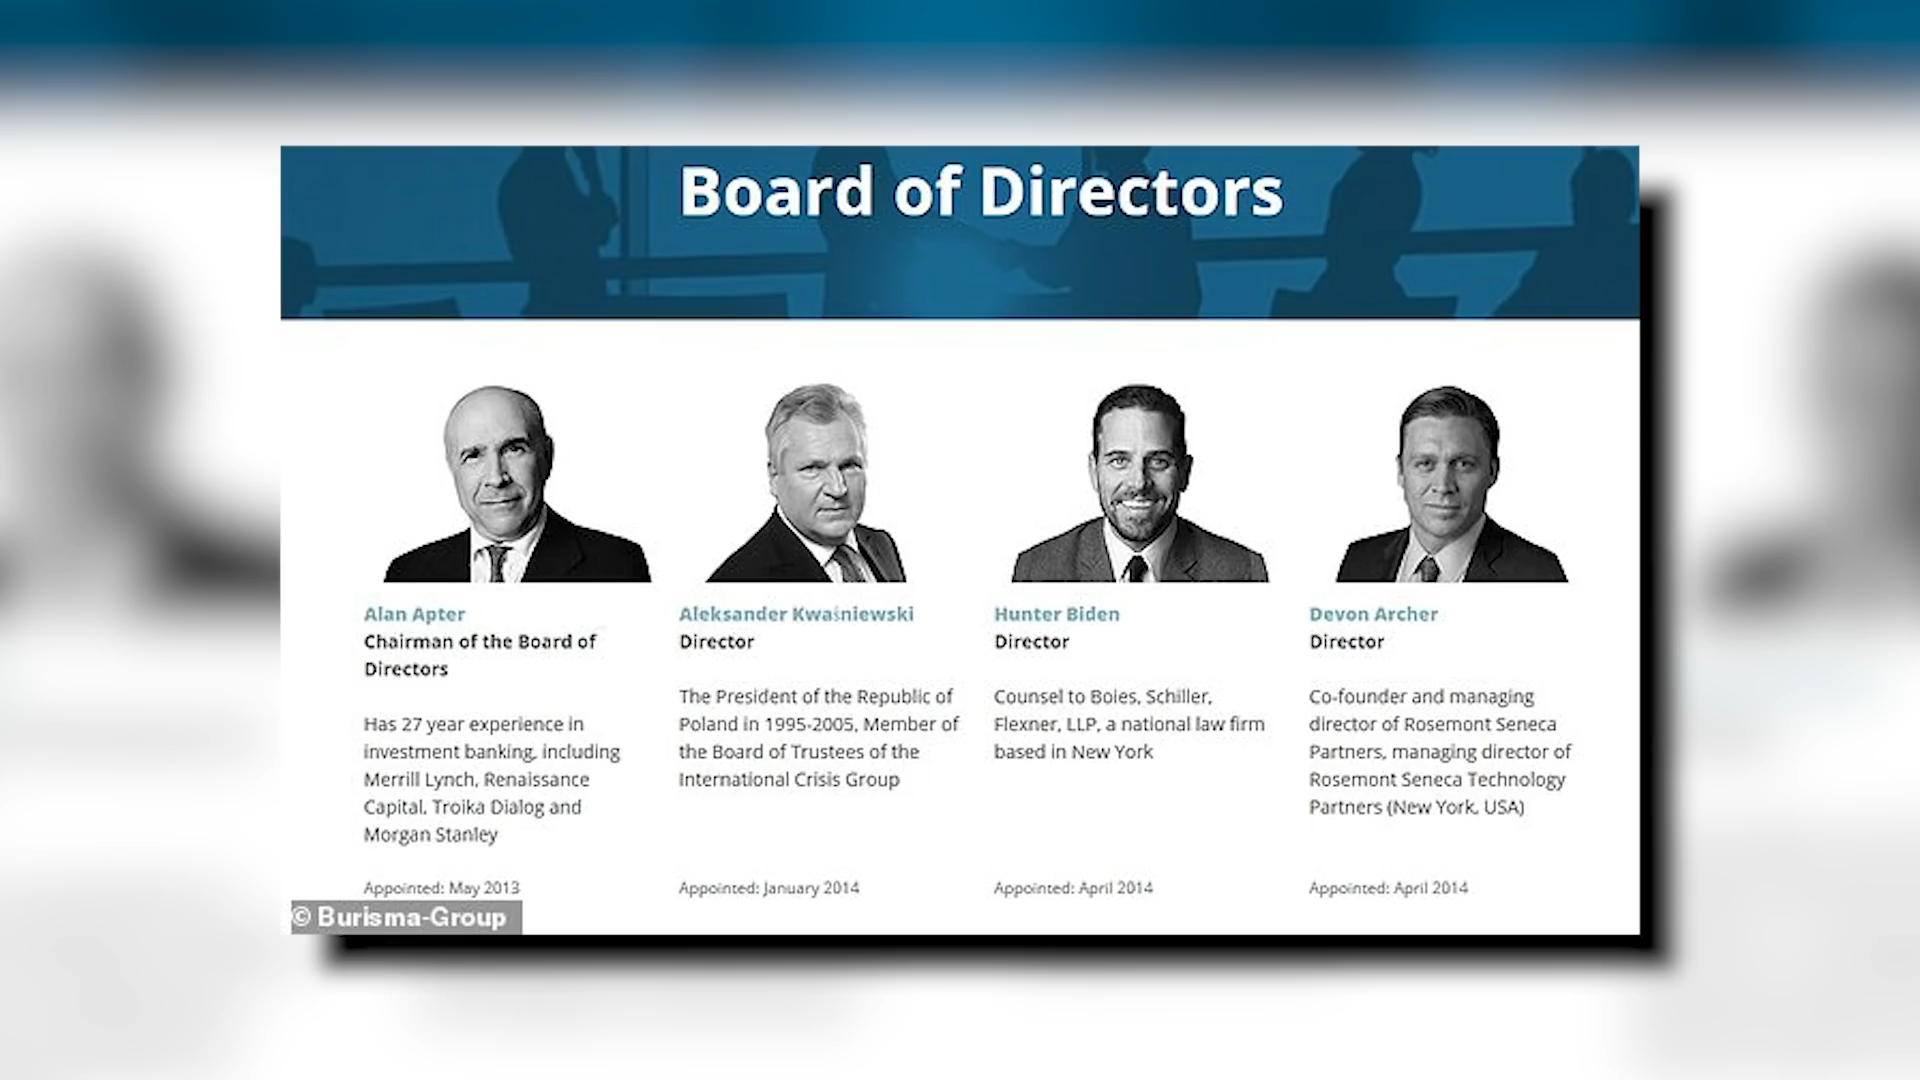 Board of Directors
Alan Apter
Chairman of the Board of
Directors
Has 27 year experience in
investment banking, including
Merrill Lynch, Renaissance
Capital, Troika Dialog and
Morgan Stanley
Appointed: May 2013
Aleksander Kwaśniewski
Director
The President of the Republic of
Poland in 1995-2005, Member of
the Board of Trustees of the
International Crisis Group
Appointed: January 2014
Hunter Biden
Director
Counsel to Boies, Schiller,
Flexner, LLP, a national law firm
based in New York
Appointed: April 2014
Devon Archer
Director
Co-founder and managing
director of Rosemont Seneca
Partners, managing director of
Rosemont Seneca Technology
Partners (New York, USA)
Appointed: April 2014
© Burisma-Group